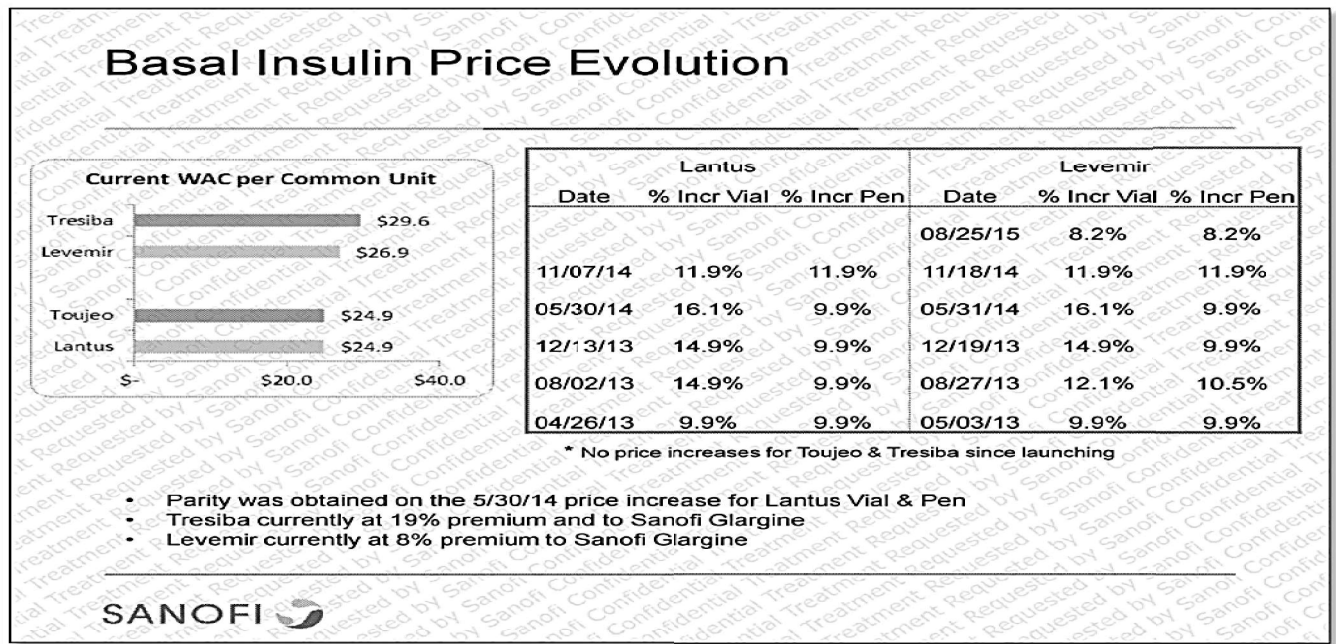 Basal Insulin Price Evolution
Current WAC per Common Unit
Tresiba $29.6
Levemir $26.9
Toujeo $24.9
Lantus $24.9
$- $20.0 $40.0
Lantus Levemir
Date % Incr Vial % Incr Pen Date % Incr Vial % Incr Pen
08/25/15 8.2% 8.2%
11/07/14 11.9% 11.9% 11/18/14 11.9% 11.9%
05/30/14 16.1% 9.9% 05/31/14 16.1% 9.9%
12/13/13 14.9% 9.9% 12/19/13 14.9% 9.9%
08/02/13 14.9% 9.9% 08/27/13 12.1% 10.5%
04/26/13 9.9% 9.9% 05/03/13 9.9% 9.9%
* No price increases for Toujeo & Tresiba since launching
• Parity was obtained on the 5/30/14 price increase for Lantus Vial & Pen
• Tresiba currently at 19% premium and to Sanofi Glargine
• Levemir currently at 8% premium to Sanofi Glargine
SANOFI
Confidential Treatment Requested by Sanofi